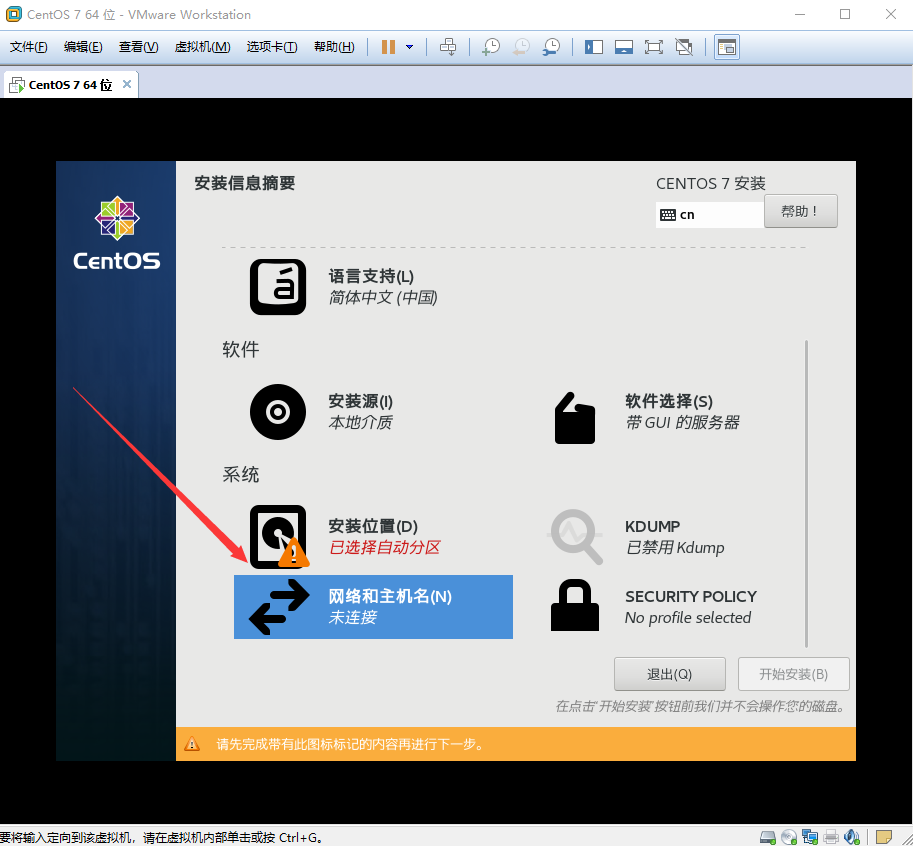 CentOS 7 64 位 - VMware Workstation
文件(F) 编辑(E) 查看(V) 虚拟机(M) 选项卡(T) 帮助(H)
CentOS 7 64 位
安装信息摘要
CENTOS 7 安装
cn
帮助！
CentOS
语言支持(L)
简体中文 (中国)
软件
安装源(I)
本地介质
软件选择(S)
带 GUI 的服务器
系统
安装位置(D)
已选择自动分区
KDUMP
已禁用 Kdump
网络和主机名(N)
未连接
SECURITY POLICY
No profile selected
退出(Q)
开始安装(B)
在点击“开始安装”按钮前我们并不会操作您的磁盘。
请先完成带有此图标标记的内容再进行下一步。
要将输入定向到该虚拟机，请在虚拟机内部单击或按 Ctrl+G。